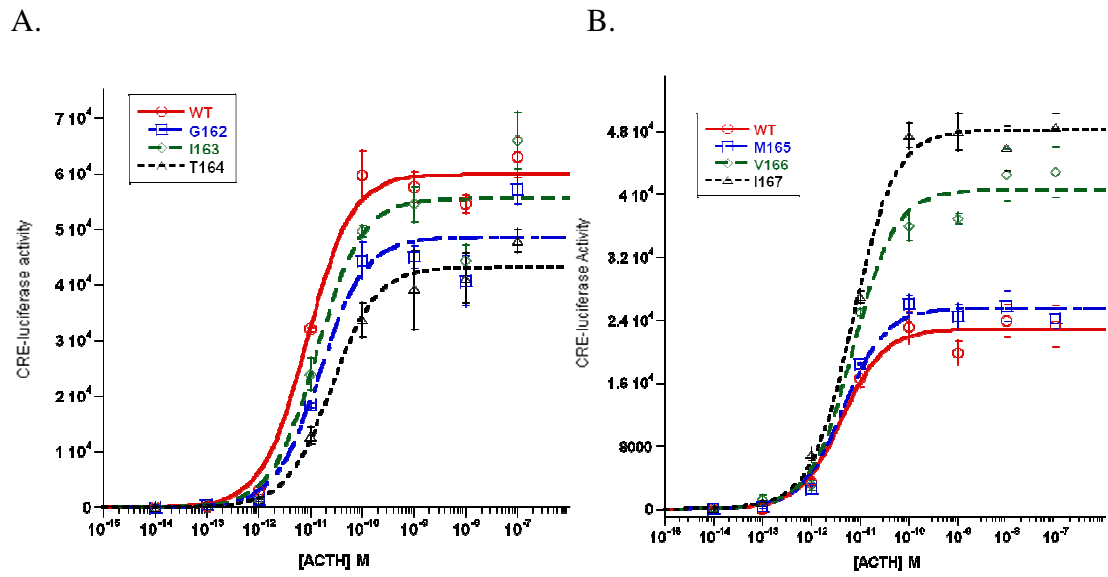 A.
B.
7 10⁴
6 10⁴
5 10⁴
4 10⁴
3 10⁴
2 10⁴
1 10⁴
0
CRE-luciferase activity
WT
G162
I163
T164
10⁻¹⁵ 10⁻¹⁴ 10⁻¹³ 10⁻¹² 10⁻¹¹ 10⁻¹⁰ 10⁻⁹ 10⁻⁸ 10⁻⁷
[ACTH] M
4.8 10⁴
4 10⁴
3.2 10⁴
2.4 10⁴
1.6 10⁴
8000
0
CRE-luciferase Activity
WT
M165
V166
I167
10⁻¹⁵ 10⁻¹⁴ 10⁻¹³ 10⁻¹² 10⁻¹¹ 10⁻¹⁰ 10⁻⁹ 10⁻⁸ 10⁻⁷
[ACTH] M